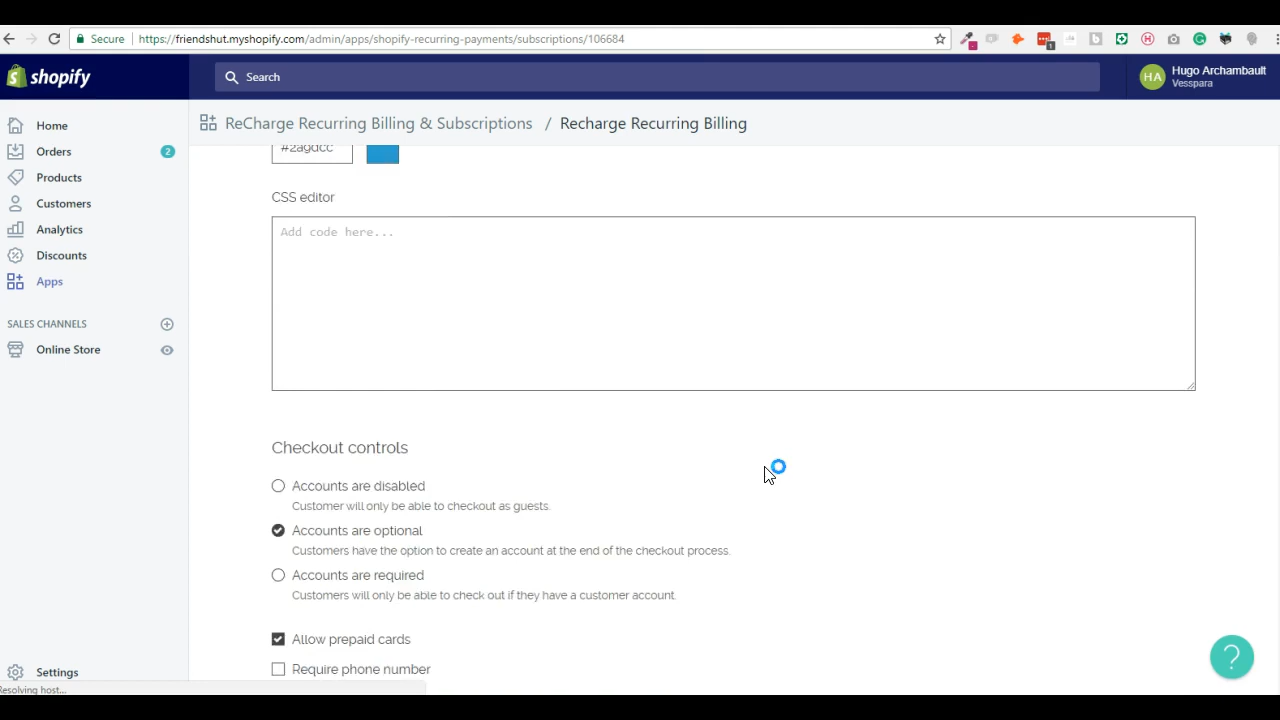 Secure
https://friendshut.myshopify.com/admin/apps/shopify-recurring-payments/subscriptions/106684
shopify
Search
HA
Hugo Archambault
Vesspara
ReCharge Recurring Billing & Subscriptions / Recharge Recurring Billing
Home
Orders
2
Products
Customers
Analytics
Discounts
Apps
SALES CHANNELS
Online Store
Settings
Resolving host...
CSS editor
Add code here...
Checkout controls
Accounts are disabled
Customer will only be able to checkout as guests.
Accounts are optional
Customers have the option to create an account at the end of the checkout process.
Accounts are required
Customers will only be able to check out if they have a customer account.
Allow prepaid cards
Require phone number
?